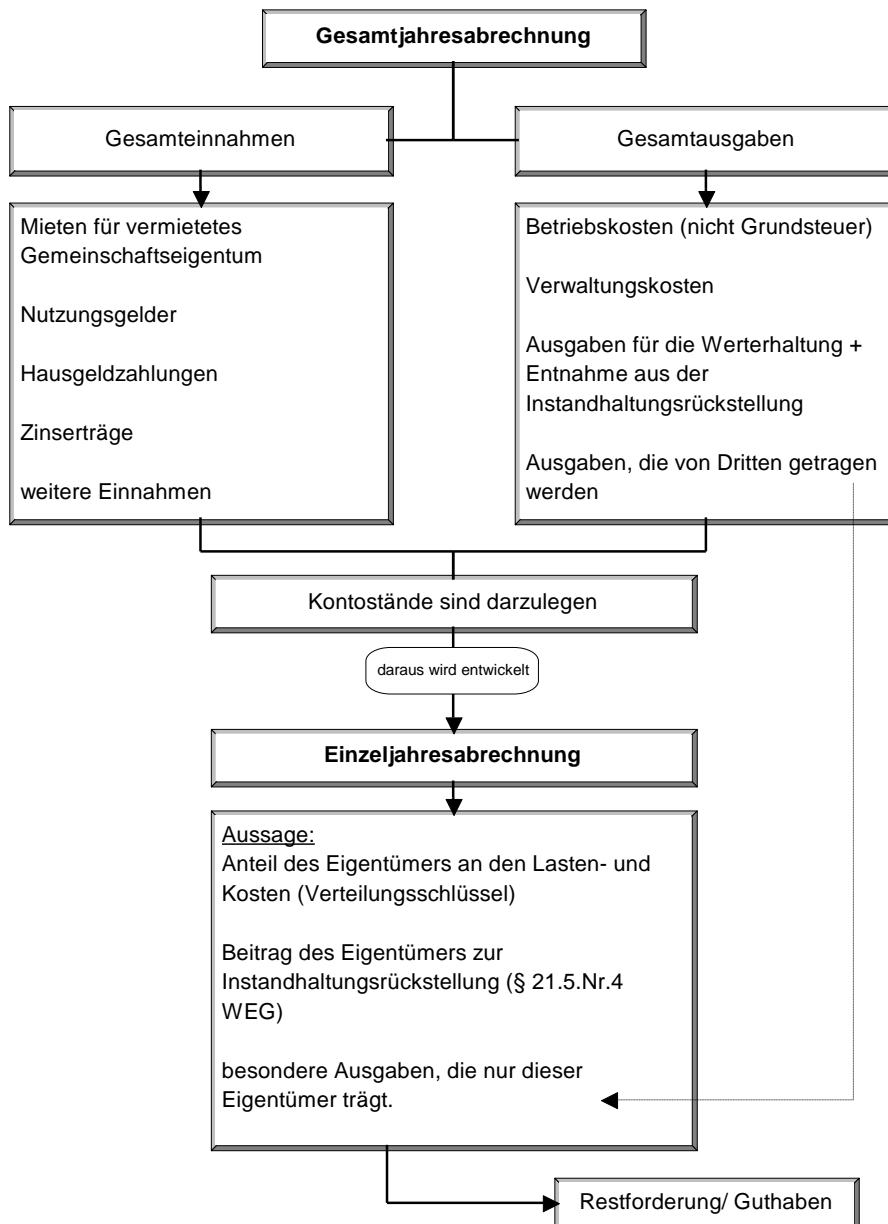 Gesamtjahresabrechnung
Gesamteinnahmen
Gesamtausgaben
Mieten für vermietetes
Gemeinschaftseigentum
Nutzungsgelder
Hausgeldzahlungen
Zinserträge
weitere Einnahmen
Betriebskosten (nicht Grundsteuer)
Verwaltungskosten
Ausgaben für die Werterhaltung +
Entnahme aus der
Instandhaltungsrückstellung
Ausgaben, die von Dritten getragen
werden
Kontostände sind darzulegen
daraus wird entwickelt
Einzeljahresabrechnung
Aussage:
Anteil des Eigentümers an den Lasten- und
Kosten (Verteilungsschlüssel)
Beitrag des Eigentümers zur
Instandhaltungsrückstellung (§ 21.5.Nr.4
WEG)
besondere Ausgaben, die nur dieser
Eigentümer trägt.
Restforderung/ Guthaben